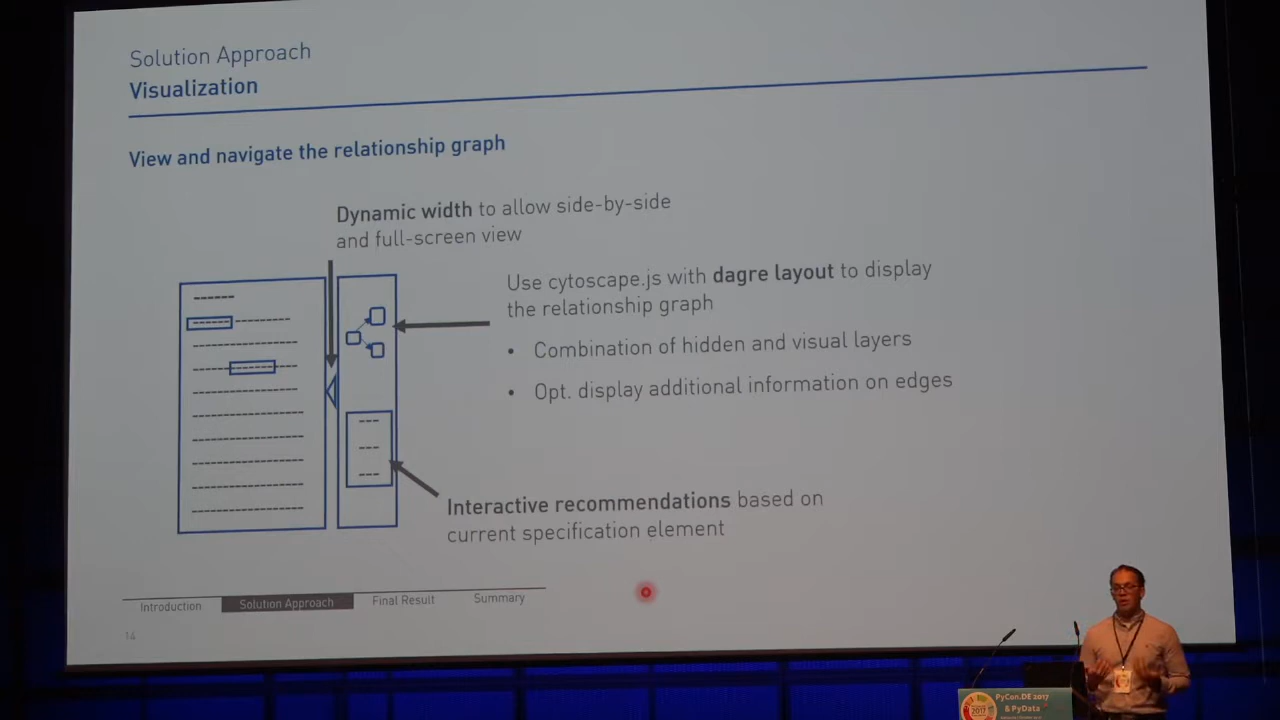 Solution Approach
Visualization
View and navigate the relationship graph
Dynamic width to allow side-by-side
and full-screen view
Use cytoscape.js with dagre layout to display
the relationship graph
• Combination of hidden and visual layers
• Opt. display additional information on edges
Interactive recommendations based on
current specification element
Introduction Solution Approach Final Result Summary
14
PyCon.DE 2017
& PyData
2017